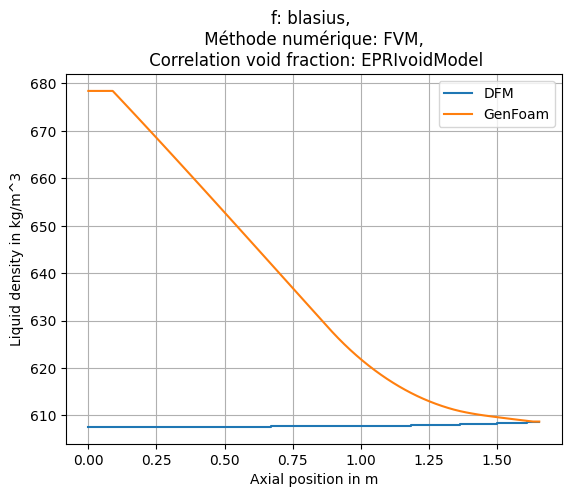 f: blasius,
Méthode numérique: FVM,
Correlation void fraction: EPRIvoidModel
680
670
660
650
640
630
620
610
Liquid density in kg/m^3
DFM
GenFoam
0.00
0.25
0.50
0.75
1.00
1.25
1.50
Axial position in m